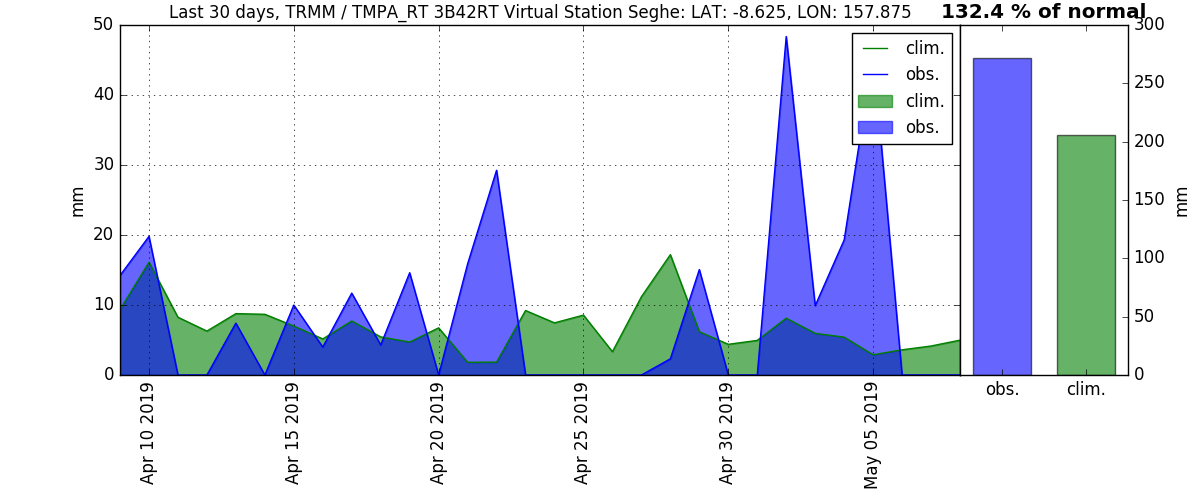 Last 30 days, TRMM / TMPA_RT 3B42RT Virtual Station Seghe: LAT: -8.625, LON: 157.875
132.4 % of normal
50
40
30
20
10
0
mm
clim.
obs.
clim.
obs.
Apr 10 2019
Apr 15 2019
Apr 20 2019
Apr 25 2019
Apr 30 2019
May 05 2019
300
250
200
150
100
50
0
mm
obs.
clim.